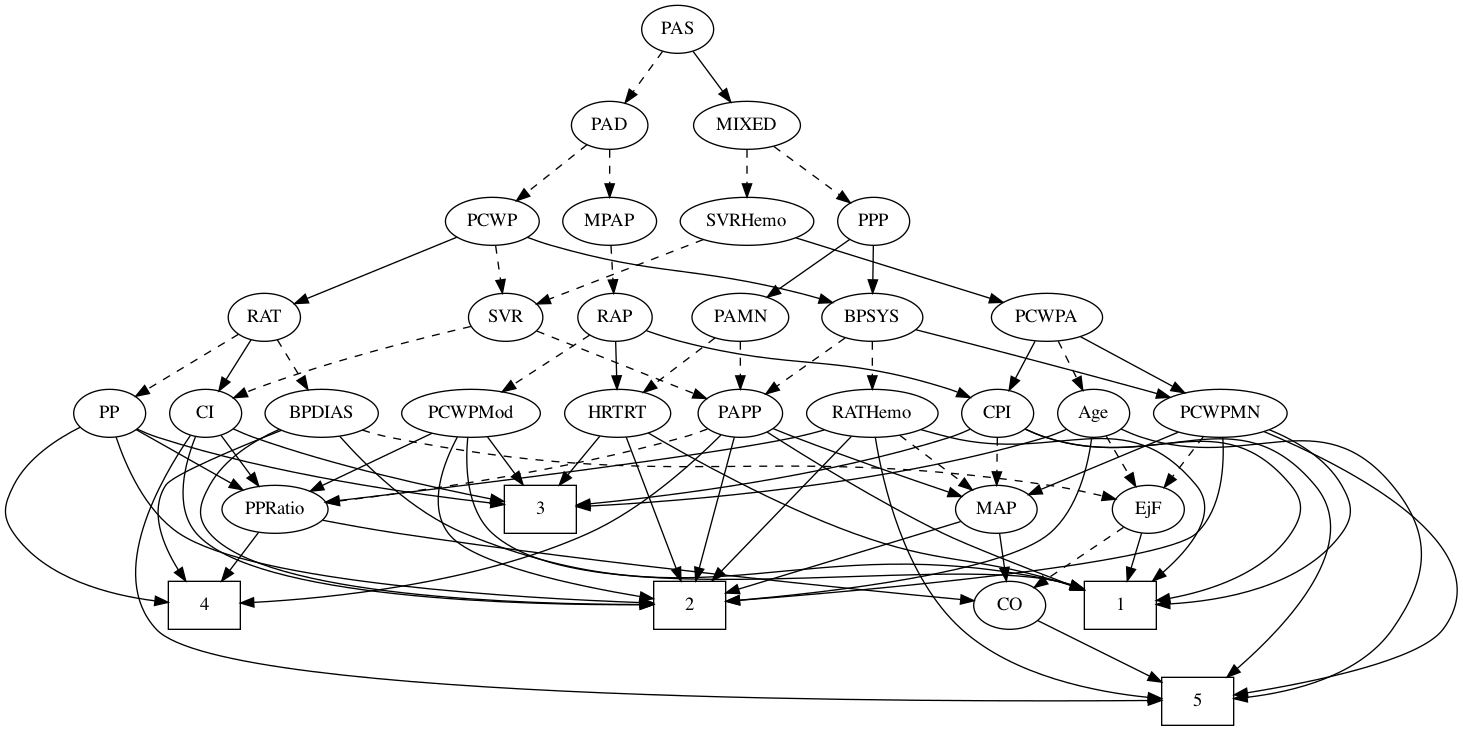 PAS
PAD
MIXED
PCWP
MPAP
SVRHemo
PPP
RAT
SVR
RAP
PAMN
BPSYS
PCWPA
PP
CI
BPDIAS
PCWPMod
HRTRT
PAPP
RATHemo
CPI
Age
PCWPMN
PPRatio
3
MAP
EjF
4
2
CO
1
5